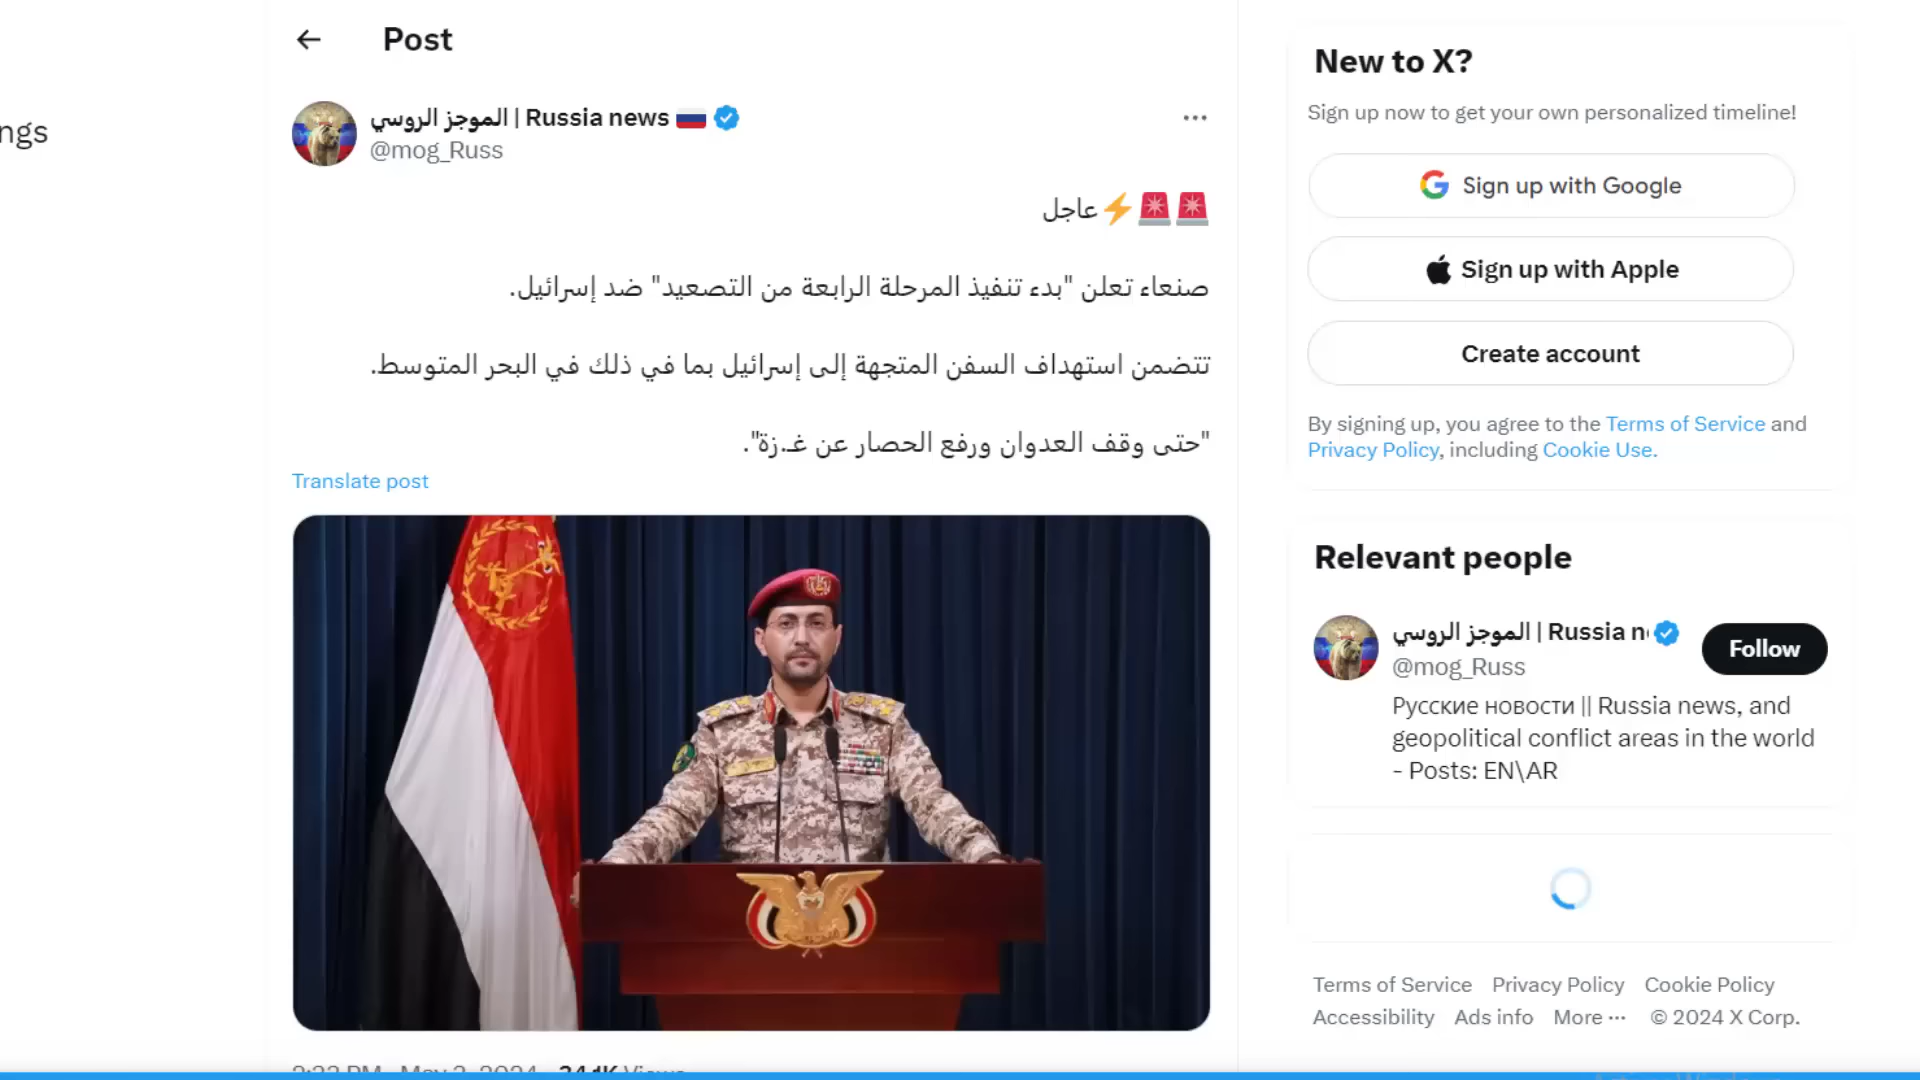 ngs
Post
الموجز الروسي | Russia news
@mog_Russ
عاجل
صنعاء تعلن "بدء تنفيذ المرحلة الرابعة من التصعيد" ضد إسرائيل.
تتضمن استهداف السفن المتجهة إلى إسرائيل بما في ذلك في البحر المتوسط.
"حتى وقف العدوان ورفع الحصار عن غـ.زة".
Translate post
New to X?
Sign up now to get your own personalized timeline!
Sign up with Google
Sign up with Apple
Create account
By signing up, you agree to the Terms of Service and
Privacy Policy, including Cookie Use.
Relevant people
الموجز الروسي | Russia n
Follow
@mog_Russ
Русские новости || Russia news, and
geopolitical conflict areas in the world
- Posts: EN\AR
Terms of Service Privacy Policy Cookie Policy
Accessibility Ads info More ··· © 2024 X Corp.